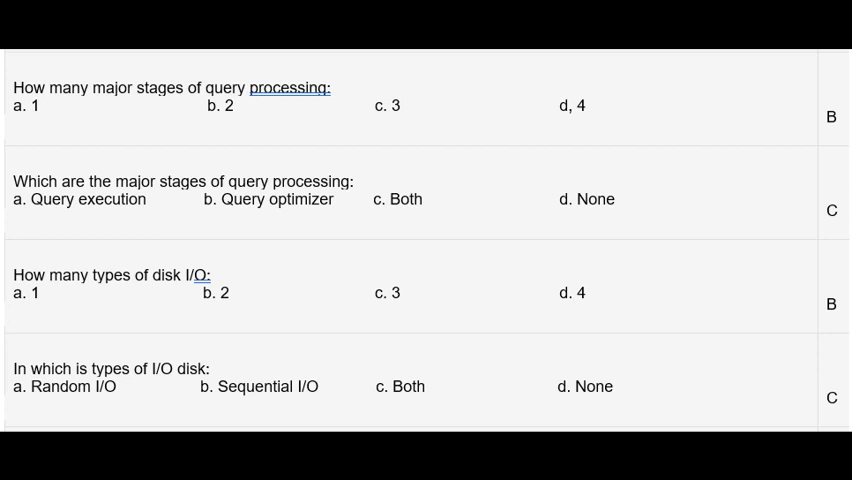 How many major stages of query processing:
a. 1 b. 2 c. 3 d, 4
B
Which are the major stages of query processing:
a. Query execution b. Query optimizer c. Both d. None
C
How many types of disk I/O:
a. 1 b. 2 c. 3 d. 4
B
In which is types of I/O disk:
a. Random I/O b. Sequential I/O c. Both d. None
C